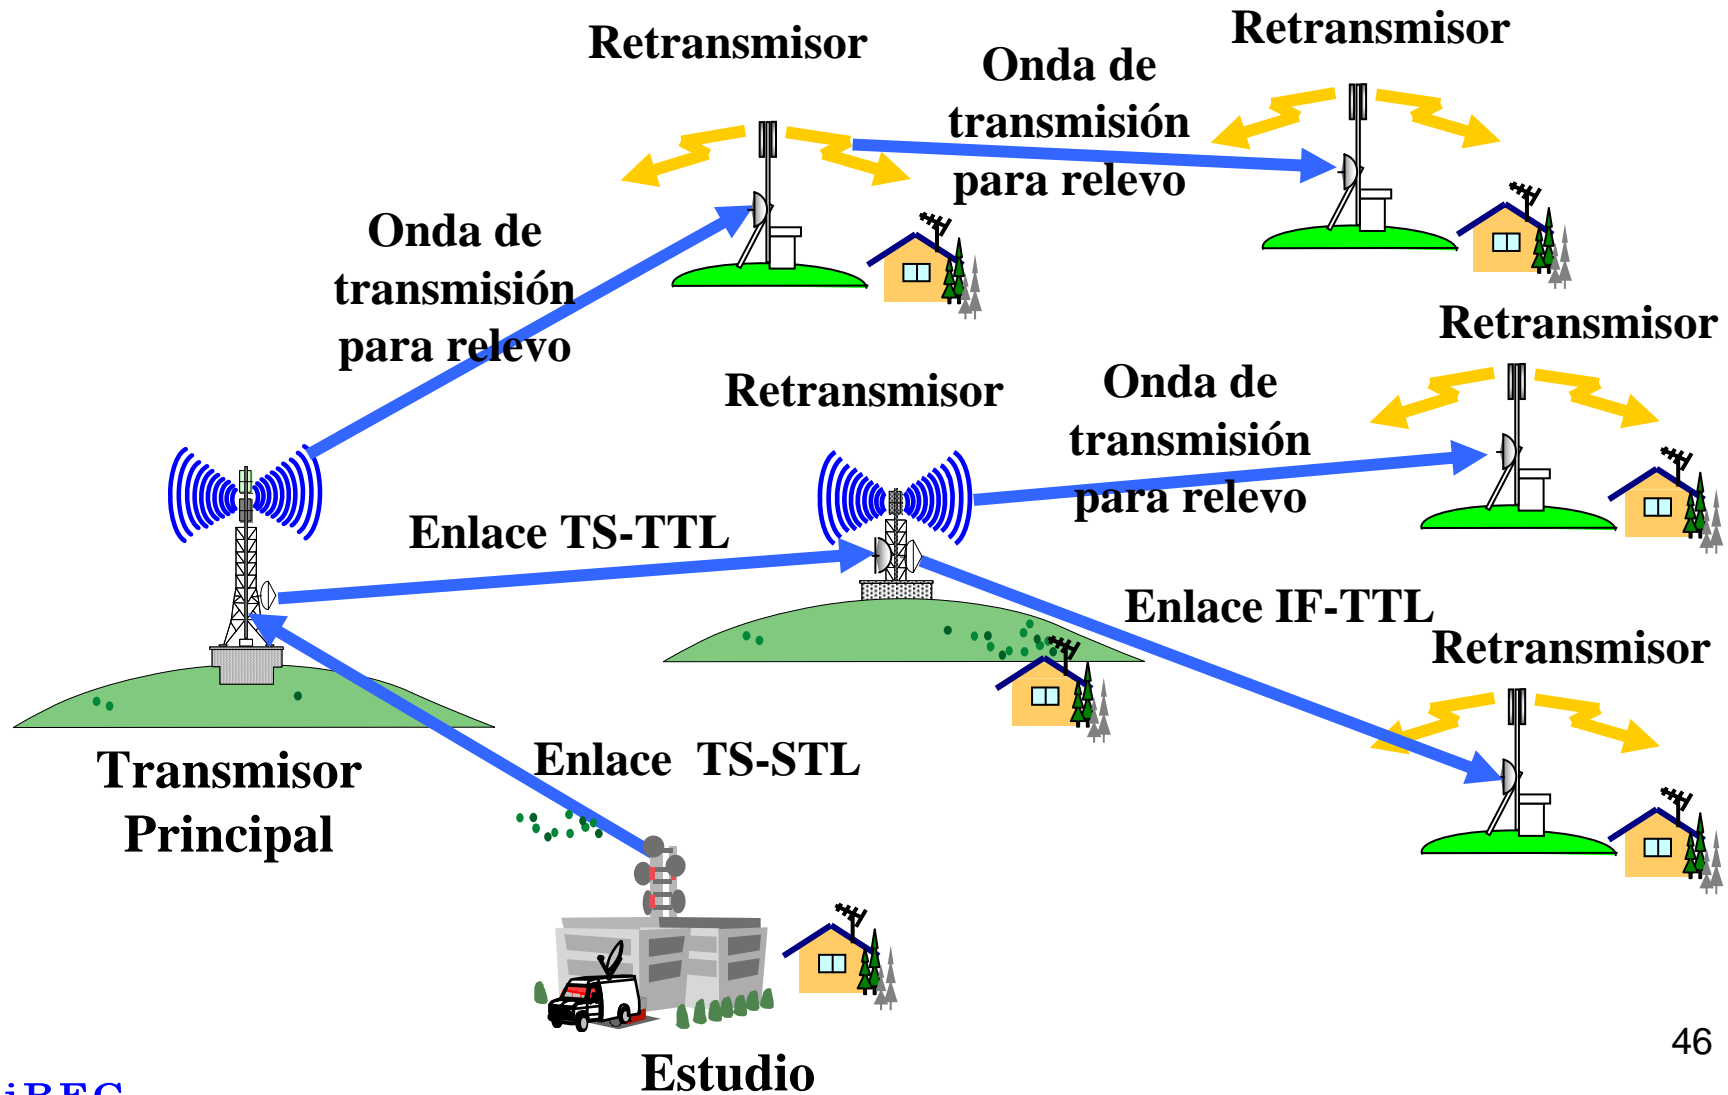 Retransmisor
Retransmisor
Onda de
transmisión
para relevo
Onda de
transmisión
para relevo
Retransmisor
Retransmisor
Onda de
transmisión
para relevo
Enlace TS-TTL
Enlace IF-TTL
Retransmisor
Transmisor
Principal
Enlace TS-STL
Estudio
46